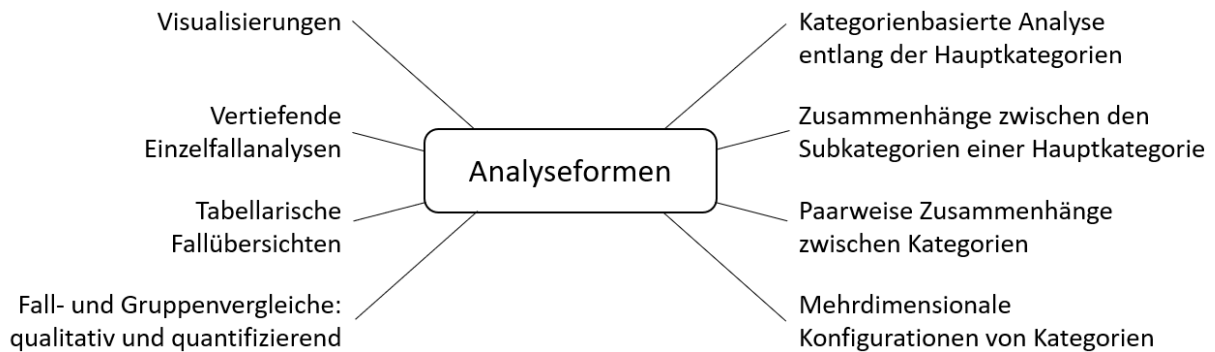 Visualisierungen
Vertiefende
Einzelfallanalysen
Tabellarische
Fallübersichten
Fall- und Gruppenvergleiche:
qualitativ und quantifizierend
Analyseformen
Kategorienbasierte Analyse
entlang der Hauptkategorien
Zusammenhänge zwischen den
Subkategorien einer Hauptkategorie
Paarweise Zusammenhänge
zwischen Kategorien
Mehrdimensionale
Konfigurationen von Kategorien